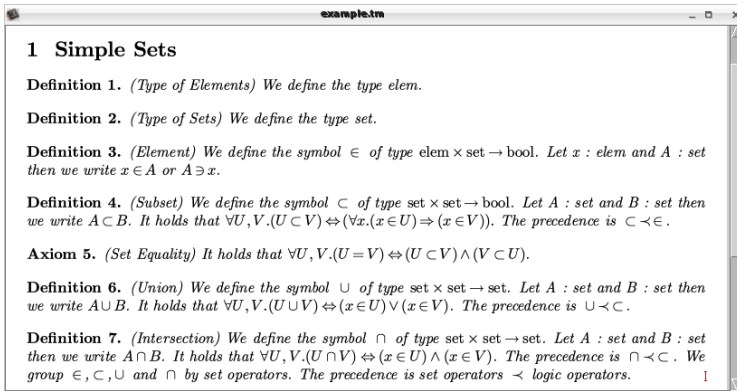 example.tm
1 Simple Sets
Definition 1. (Type of Elements) We define the type elem.
Definition 2. (Type of Sets) We define the type set.
Definition 3. (Element) We define the symbol ∈ of type elem × set → bool. Let x : elem and A : set
then we write x ∈ A or A ∋ x.
Definition 4. (Subset) We define the symbol ⊂ of type set × set → bool. Let A : set and B : set then
we write A ⊂ B. It holds that ∀U, V.(U ⊂ V) ⇔ (∀x.(x ∈ U) ⇒ (x ∈ V)). The precedence is ⊂ ≺ ∈.
Axiom 5. (Set Equality) It holds that ∀U, V.(U = V) ⇔ (U ⊂ V) ∧ (V ⊂ U).
Definition 6. (Union) We define the symbol ∪ of type set × set → set. Let A : set and B : set then
we write A ∪ B. It holds that ∀U, V.(U ∪ V) ⇔ (x ∈ U) ∨ (x ∈ V). The precedence is ∪ ≺ ⊂.
Definition 7. (Intersection) We define the symbol ∩ of type set × set → set. Let A : set and B : set
then we write A ∩ B. It holds that ∀U, V.(U ∩ V) ⇔ (x ∈ U) ∧ (x ∈ V). The precedence is ∩ ≺ ⊂. We
group ∈, ⊂, ∪ and ∩ by set operators. The precedence is set operators ≺ logic operators.